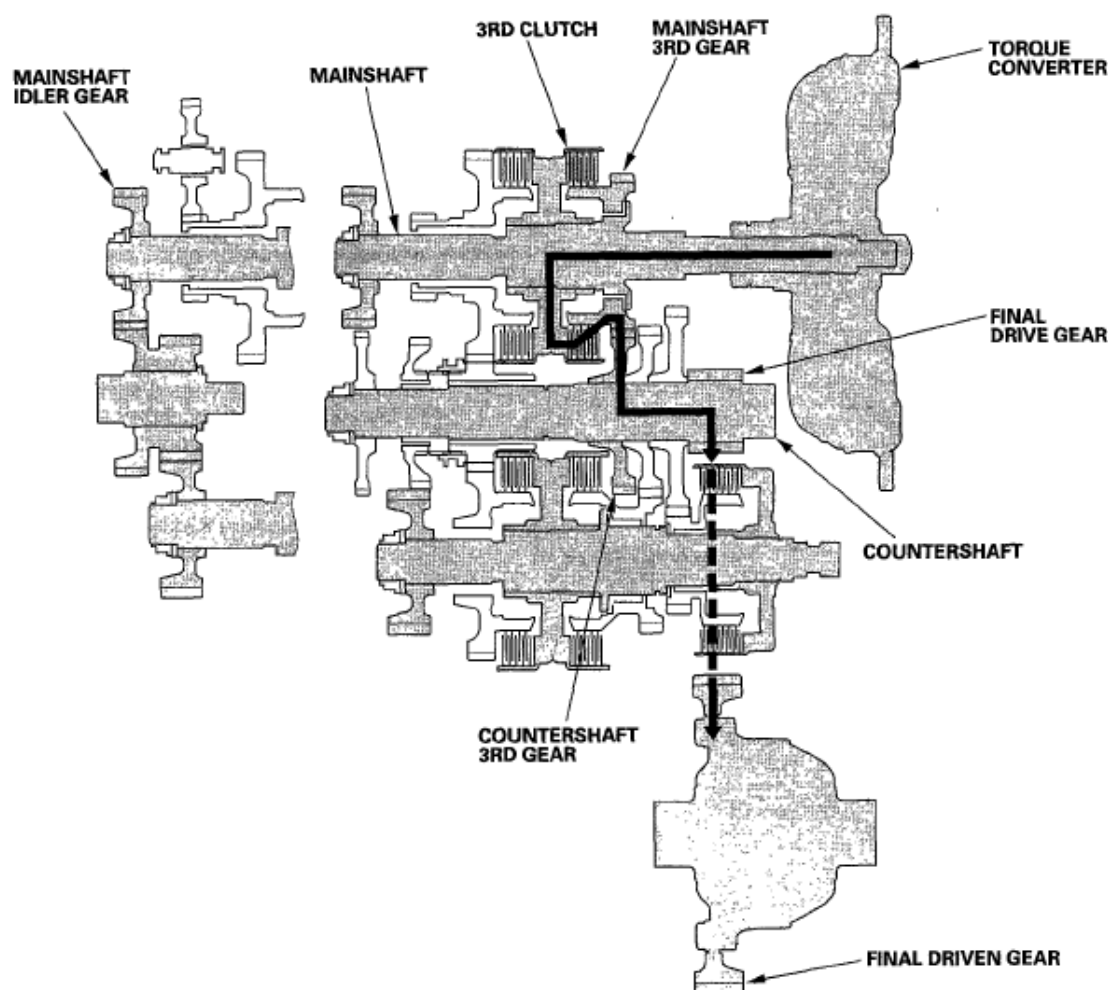 3RD CLUTCH
MAINSHAFT
3RD GEAR
TORQUE
CONVERTER
MAINSHAFT
IDLER GEAR
MAINSHAFT
FINAL
DRIVE GEAR
COUNTERSHAFT
COUNTERSHAFT
3RD GEAR
FINAL DRIVEN GEAR